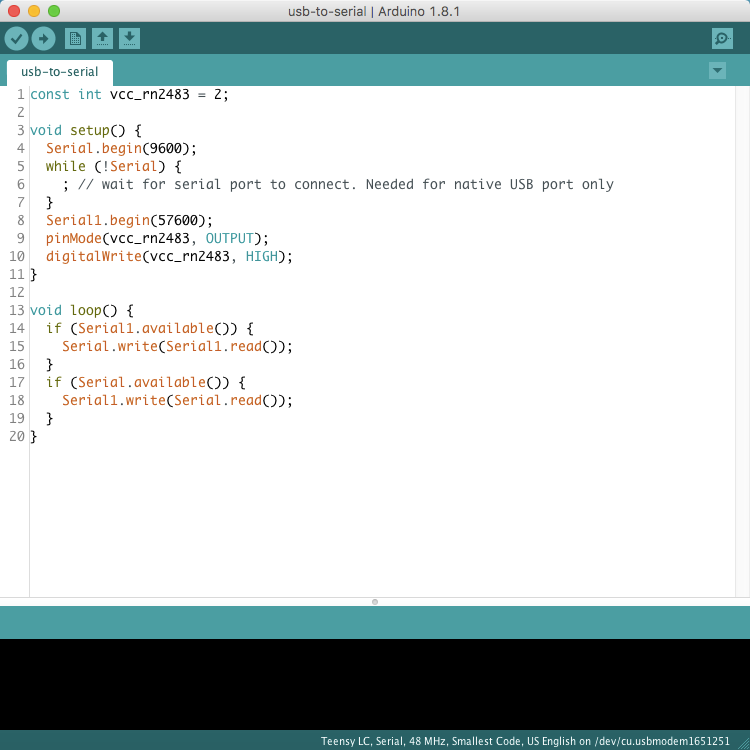 usb-to-serial | Arduino 1.8.1
usb-to-serial
1 const int vcc_rn2483 = 2;
2
3 void setup() {
4   Serial.begin(9600);
5   while (!Serial) {
6     ; // wait for serial port to connect. Needed for native USB port only
7   }
8   Serial1.begin(57600);
9   pinMode(vcc_rn2483, OUTPUT);
10   digitalWrite(vcc_rn2483, HIGH);
11 }
12
13 void loop() {
14   if (Serial1.available()) {
15     Serial.write(Serial1.read());
16   }
17   if (Serial.available()) {
18     Serial1.write(Serial.read());
19   }
20 }
Teensy LC, Serial, 48 MHz, Smallest Code, US English on /dev/cu.usbmodem1651251